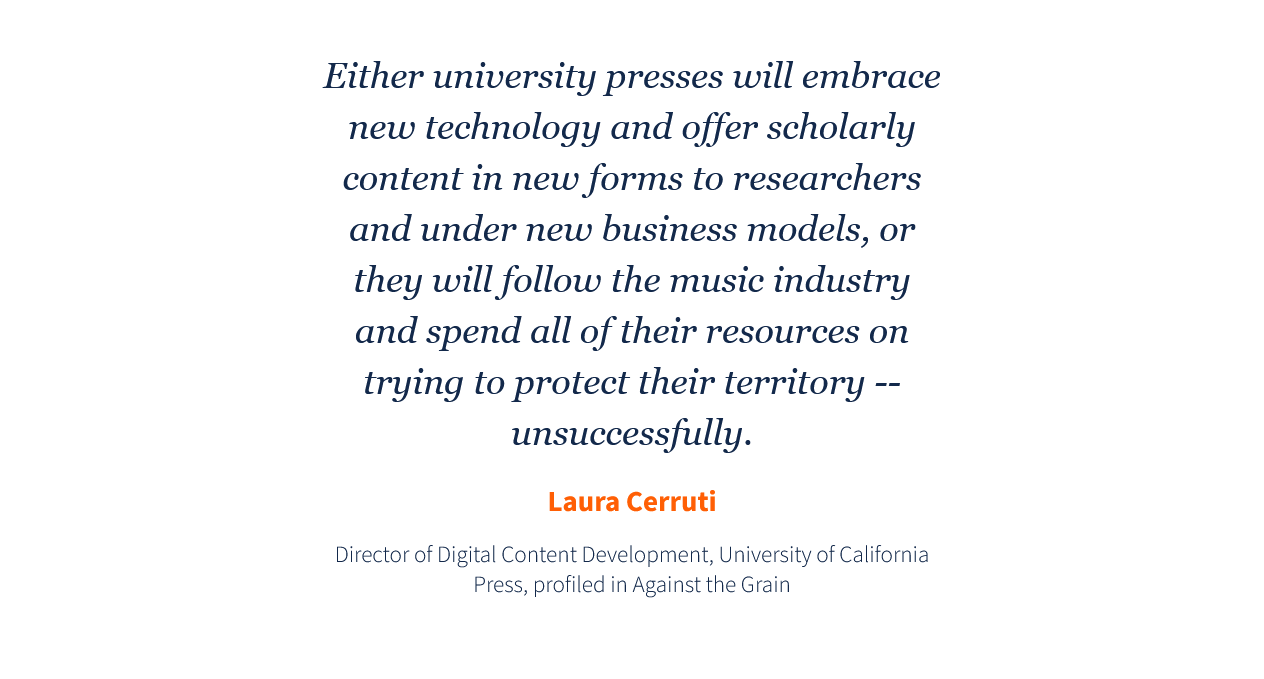 Either university presses will embrace
new technology and offer scholarly
content in new forms to researchers
and under new business models, or
they will follow the music industry
and spend all of their resources on
trying to protect their territory --
unsuccessfully.
Laura Cerruti
Director of Digital Content Development, University of California
Press, profiled in Against the Grain